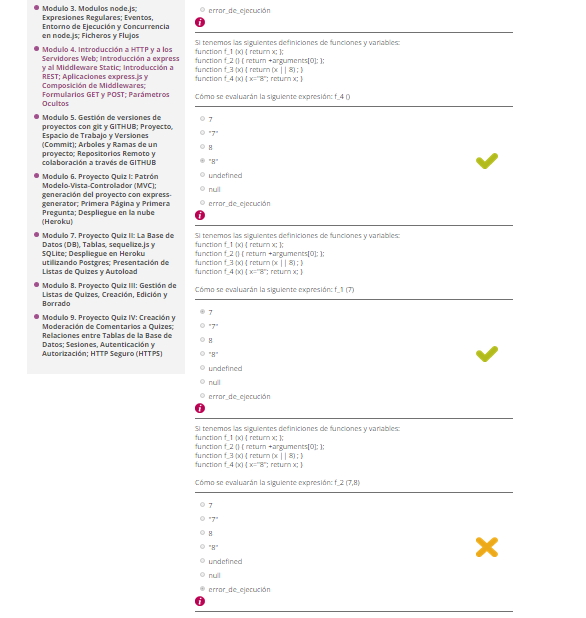 Modulo 3. Modulos node.js;
Expresiones Regulares; Eventos,
Entorno de Ejecución y Concurrencia
en node.js; Ficheros y Flujos
Modulo 4. Introducción a HTTP y a los
Servidores Web; Introducción a express
y al Middleware Static; Introducción a
REST; Aplicaciones express.js y
Composición de Middlewares;
Formularios GET y POST; Parámetros
Ocultos
Modulo 5. Gestión de versiones de
proyectos con git y GITHUB; Proyecto,
Espacio de Trabajo y Versiones
(Commit); Arboles y Ramas de un
proyecto; Repositorios Remoto y
colaboración a través de GITHUB
Modulo 6. Proyecto Quiz I: Patrón
Modelo-Vista-Controlador (MVC);
generación del proyecto con express-
generator; Primera Página y Primera
Pregunta; Despliegue en la nube
(Heroku)
Modulo 7. Proyecto Quiz II: La Base de
Datos (DB), Tablas, sequelize.js y
SQLite; Despliegue en Heroku
utilizando Postgres; Presentación de
Listas de Quizes y Autoload
Modulo 8. Proyecto Quiz III: Gestión de
Listas de Quizes, Creación, Edición y
Borrado
Modulo 9. Proyecto Quiz IV: Creación y
Moderación de Comentarios a Quizes;
Relaciones entre Tablas de la Base de
Datos; Sesiones, Autenticación y
Autorización; HTTP Seguro (HTTPS)
error_de_ejecución
i
Si tenemos las siguientes definiciones de funciones y variables:
function f_1 (x) { return x; };
function f_2 () { return +arguments[0]; };
function f_3 (x) { return (x || 8) ; }
function f_4 (x) { x="8"; return x; }
Cómo se evaluarán la siguiente expresión: f_4 ()
7
"7"
8
"8"
undefined
null
error_de_ejecución
i
Si tenemos las siguientes definiciones de funciones y variables:
function f_1 (x) { return x; };
function f_2 () { return +arguments[0]; };
function f_3 (x) { return (x || 8) ; }
function f_4 (x) { x="8"; return x; }
Cómo se evaluarán la siguiente expresión: f_1 (7)
7
"7"
8
"8"
undefined
null
error_de_ejecución
i
Si tenemos las siguientes definiciones de funciones y variables:
function f_1 (x) { return x; };
function f_2 () { return +arguments[0]; };
function f_3 (x) { return (x || 8) ; }
function f_4 (x) { x="8"; return x; }
Cómo se evaluarán la siguiente expresión: f_2 (7,8)
7
"7"
8
"8"
undefined
null
error_de_ejecución
i